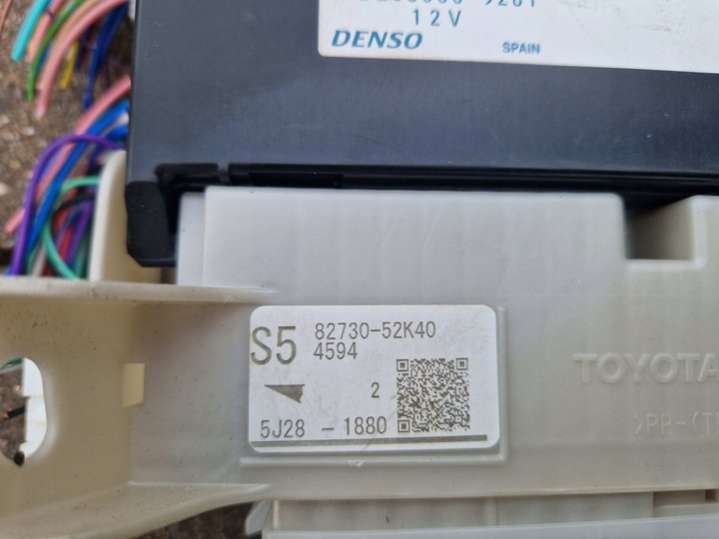 12V
DENSO SPAIN
S5 82730-52K40
4594
2
5J28 - 1880
TOYOTA